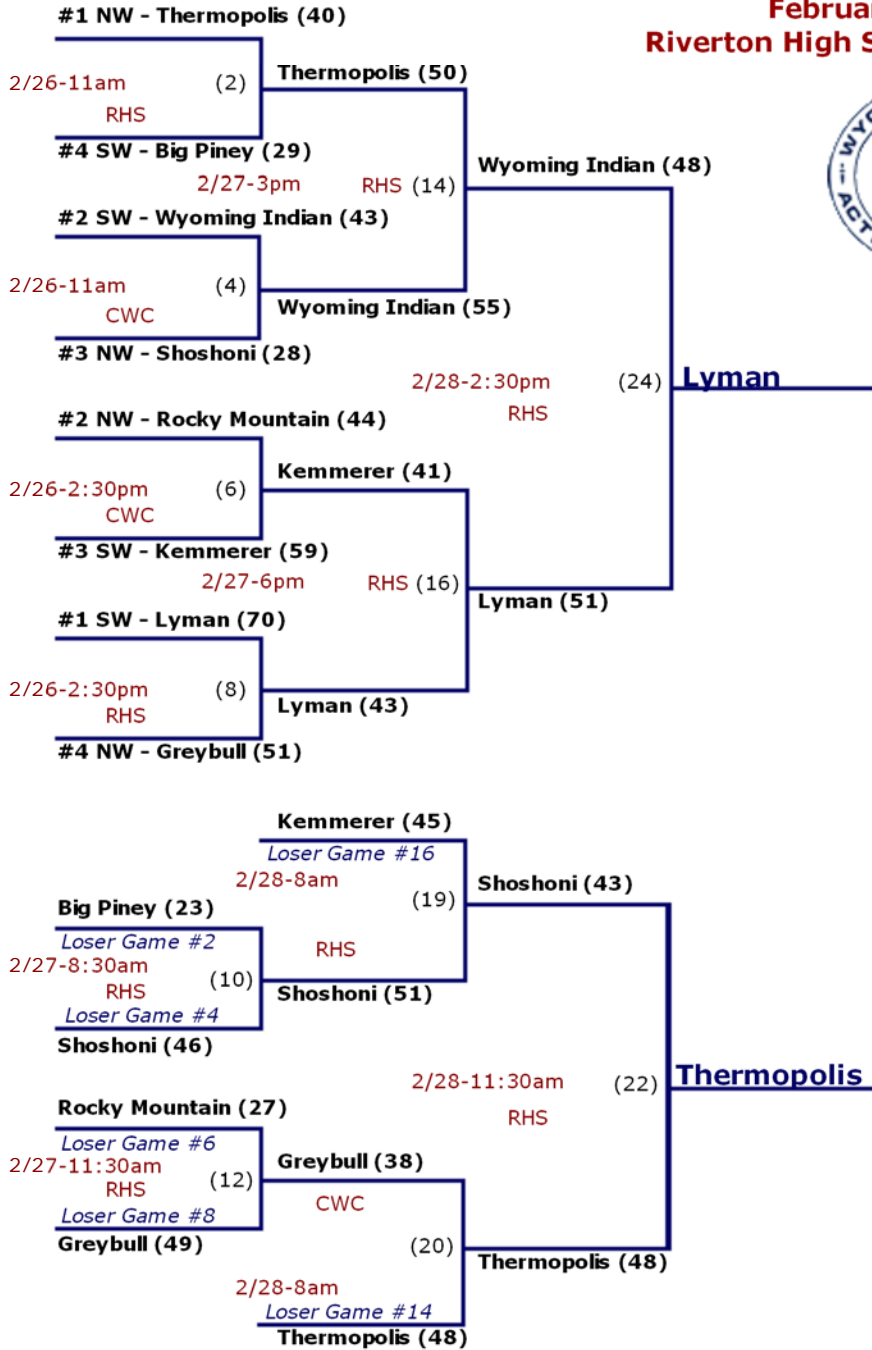 Februa
Riverton High S
#1 NW - Thermopolis (40)
2/26-11am
(2)
RHS
Thermopolis (50)
#4 SW - Big Piney (29)
2/27-3pm
RHS (14)
Wyoming Indian (48)
#2 SW - Wyoming Indian (43)
2/26-11am
(4)
CWC
Wyoming Indian (55)
#3 NW - Shoshoni (28)
2/28-2:30pm
(24)
RHS
Lyman
#2 NW - Rocky Mountain (44)
2/26-2:30pm
(6)
CWC
Kemmerer (41)
#3 SW - Kemmerer (59)
2/27-6pm
RHS (16)
Lyman (51)
#1 SW - Lyman (70)
2/26-2:30pm
(8)
RHS
Lyman (43)
#4 NW - Greybull (51)
Kemmerer (45)
Loser Game #16
2/28-8am
(19)
RHS
Shoshoni (43)
Big Piney (23)
Loser Game #2
2/27-8:30am
(10)
RHS
Loser Game #4
Shoshoni (51)
Shoshoni (46)
2/28-11:30am
(22)
RHS
Thermopolis
Rocky Mountain (27)
Loser Game #6
2/27-11:30am
(12)
RHS
Loser Game #8
Greybull (38)
Greybull (49)
CWC
(20)
Thermopolis (48)
2/28-8am
Loser Game #14
Thermopolis (48)
WYO
ACT